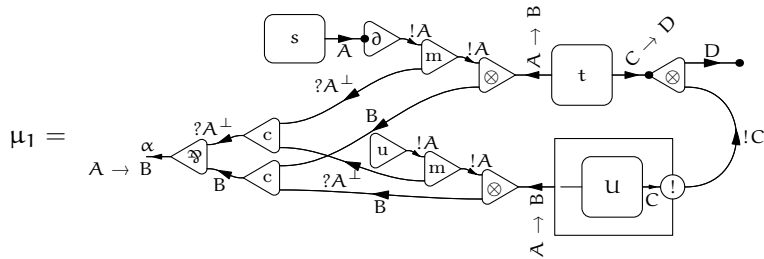 s A ∂ !A m !A ⊗ A → B t C → D ⊗ D
?A⊥
B
μ₁ = ?A⊥ c u !A m !A !C
α ⅋
A → B B c ?A⊥ B ⊗ A → B U C !